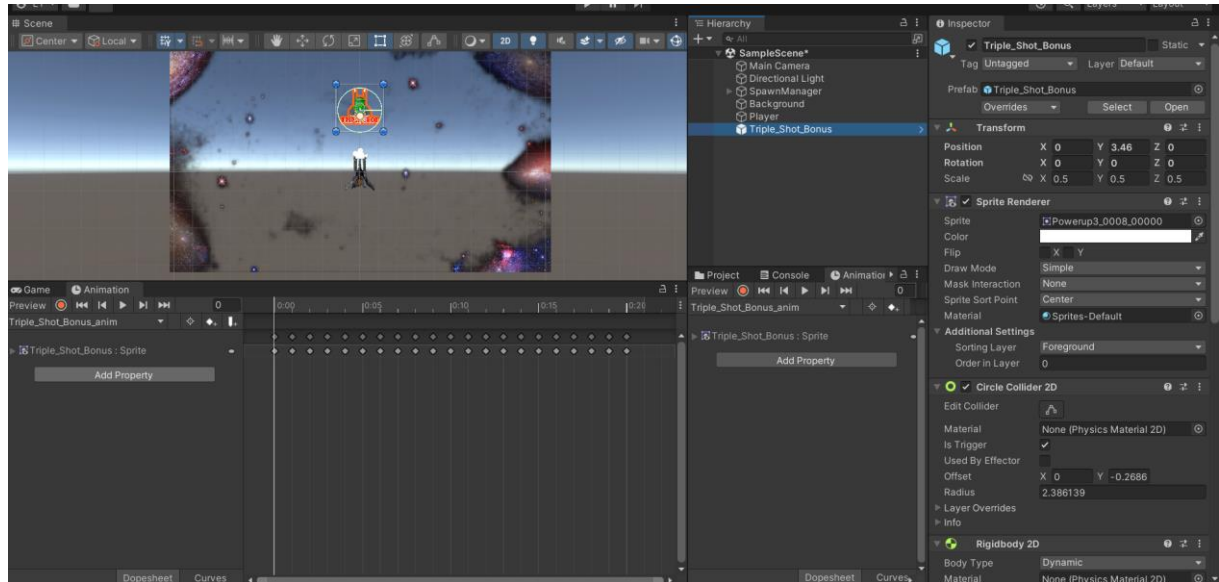 Layers
Layout
Scene
Center
Local
2D
Game
Animation
Preview
0
0:00
0:05
0:10
0:15
0:20
Triple_Shot_Bonus_anim
Triple_Shot_Bonus : Sprite
Add Property
Dopesheet
Curves
Hierarchy
All
SampleScene*
Main Camera
Directional Light
SpawnManager
Background
Player
Triple_Shot_Bonus
Project
Console
Animation
Preview
0
Triple_Shot_Bonus_anim
Triple_Shot_Bonus : Sprite
Add Property
Dopesheet
Curves
Inspector
Triple_Shot_Bonus Static
Tag Untagged Layer Default
Prefab Triple_Shot_Bonus
Overrides Select Open
Transform
Position X 0 Y 3.46 Z 0
Rotation X 0 Y 0 Z 0
Scale X 0.5 Y 0.5 Z 0.5
Sprite Renderer
Sprite Powerup3_0008_00000
Color
Flip X Y
Draw Mode Simple
Mask Interaction None
Sprite Sort Point Center
Material Sprites-Default
Additional Settings
Sorting Layer Foreground
Order in Layer 0
Circle Collider 2D
Edit Collider
Material None (Physics Material 2D)
Is Trigger
Used By Effector
Offset X 0 Y -0.2686
Radius 2.386139
Layer Overrides
Info
Rigidbody 2D
Body Type Dynamic
Material None (Physics Material 2D)